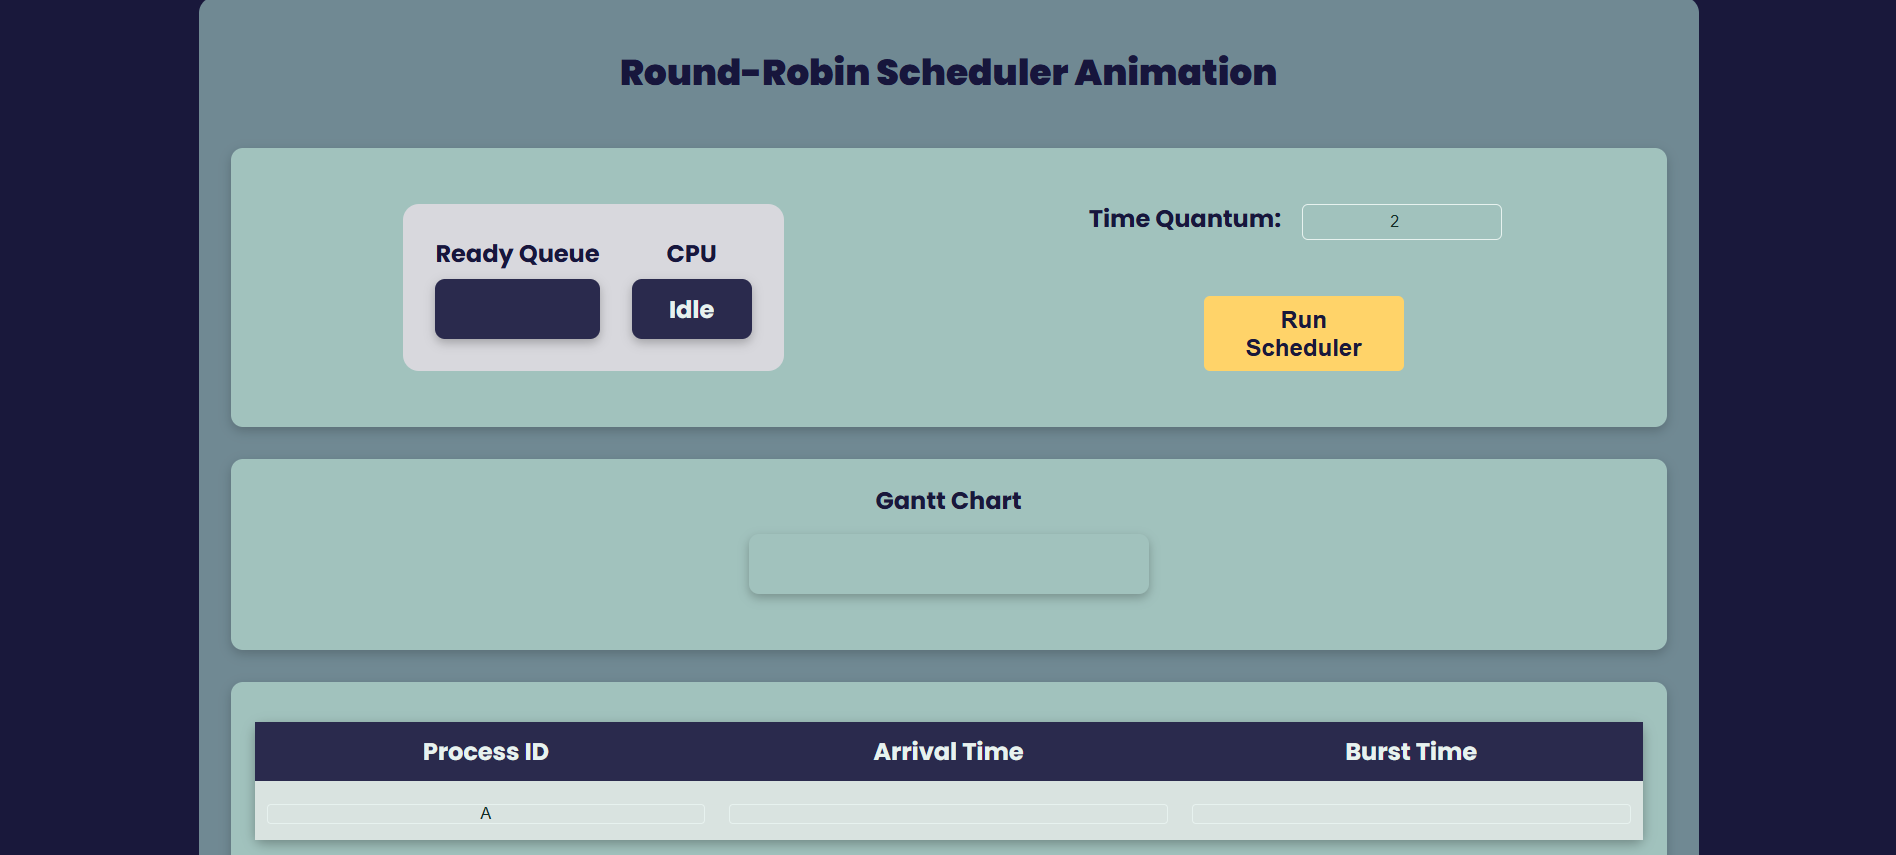 Round-Robin Scheduler Animation
Ready Queue
CPU
Idle
Time Quantum:
2
Run
Scheduler
Gantt Chart
Process ID
Arrival Time
Burst Time
A